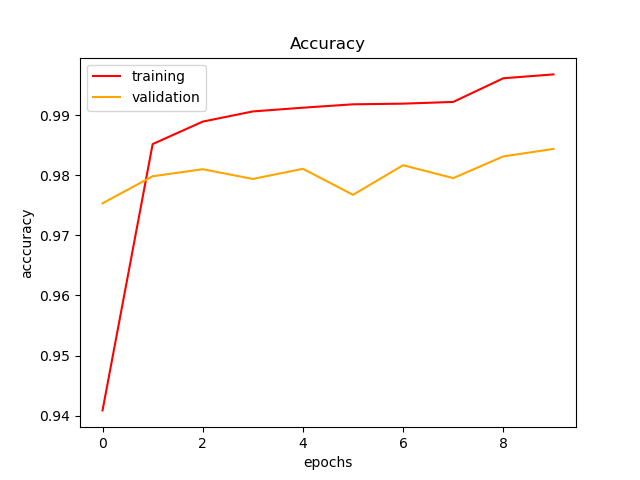 Accuracy
training
validation
acccuracy
0.99
0.98
0.97
0.96
0.95
0.94
0 2 4 6 8
epochs